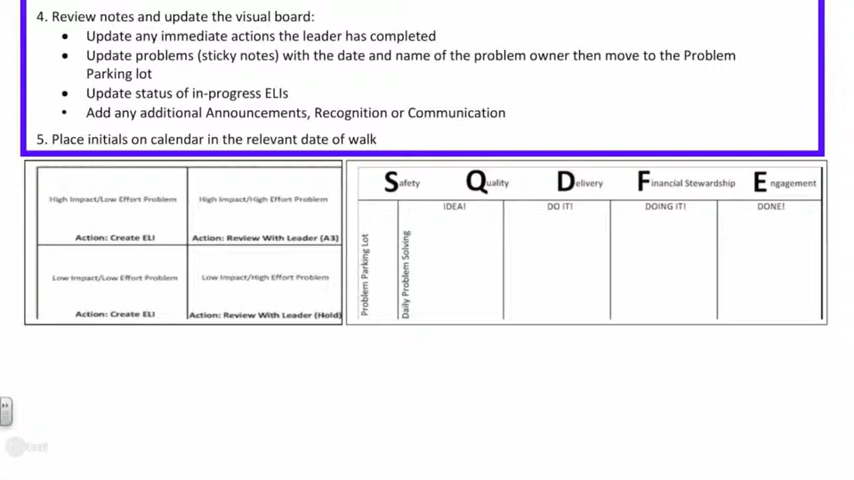 4. Review notes and update the visual board:
• Update any immediate actions the leader has completed
• Update problems (sticky notes) with the date and name of the problem owner then move to the Problem
Parking lot
• Update status of in-progress ELIs
• Add any additional Announcements, Recognition or Communication
5. Place initials on calendar in the relevant date of walk
High Impact/Low Effort Problem
Action: Create ELI
High Impact/High Effort Problem
Action: Review With Leader (A3)
Low Impact/Low Effort Problem
Action: Create ELI
Low Impact/High Effort Problem
Action: Review With Leader (Hold)
Safety Quality Delivery Financial Stewardship Engagement
IDEA! DO IT! DOING IT! DONE!
Problem Parking Lot
Daily Problem Solving